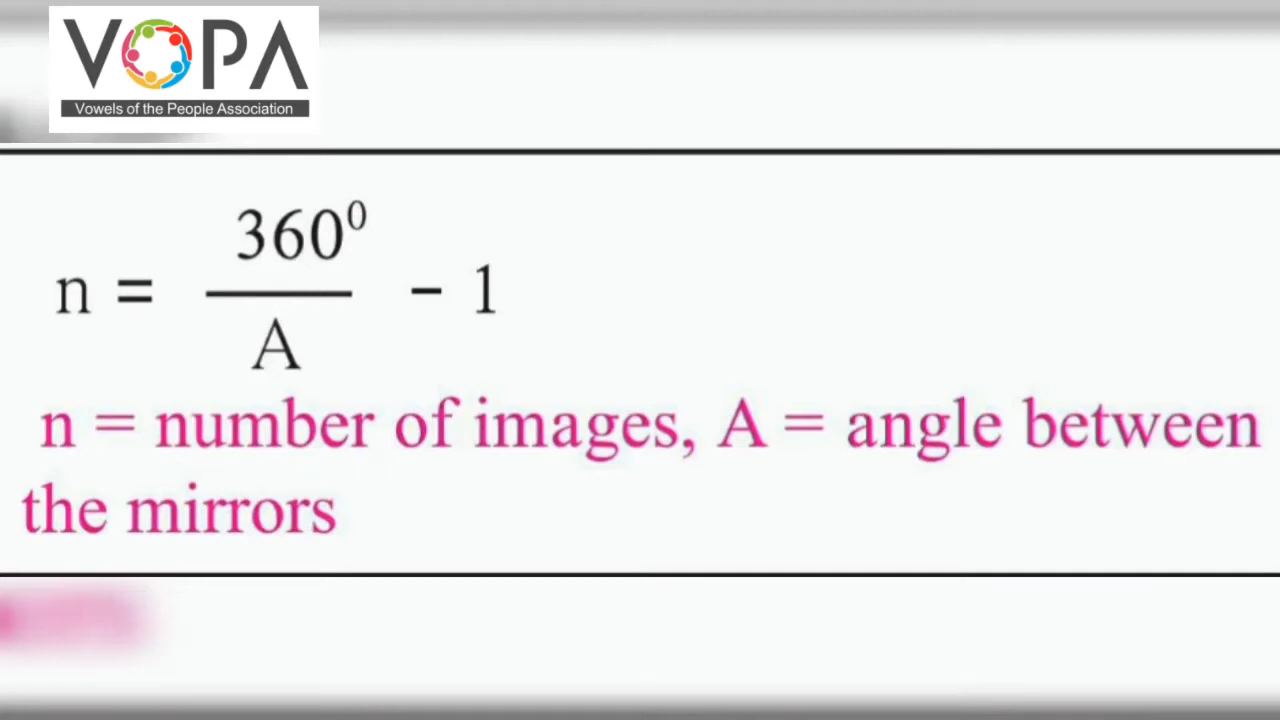 VOPA
Vowels of the People Association
360⁰
n = ――― − 1
A
n = number of images, A = angle between
the mirrors